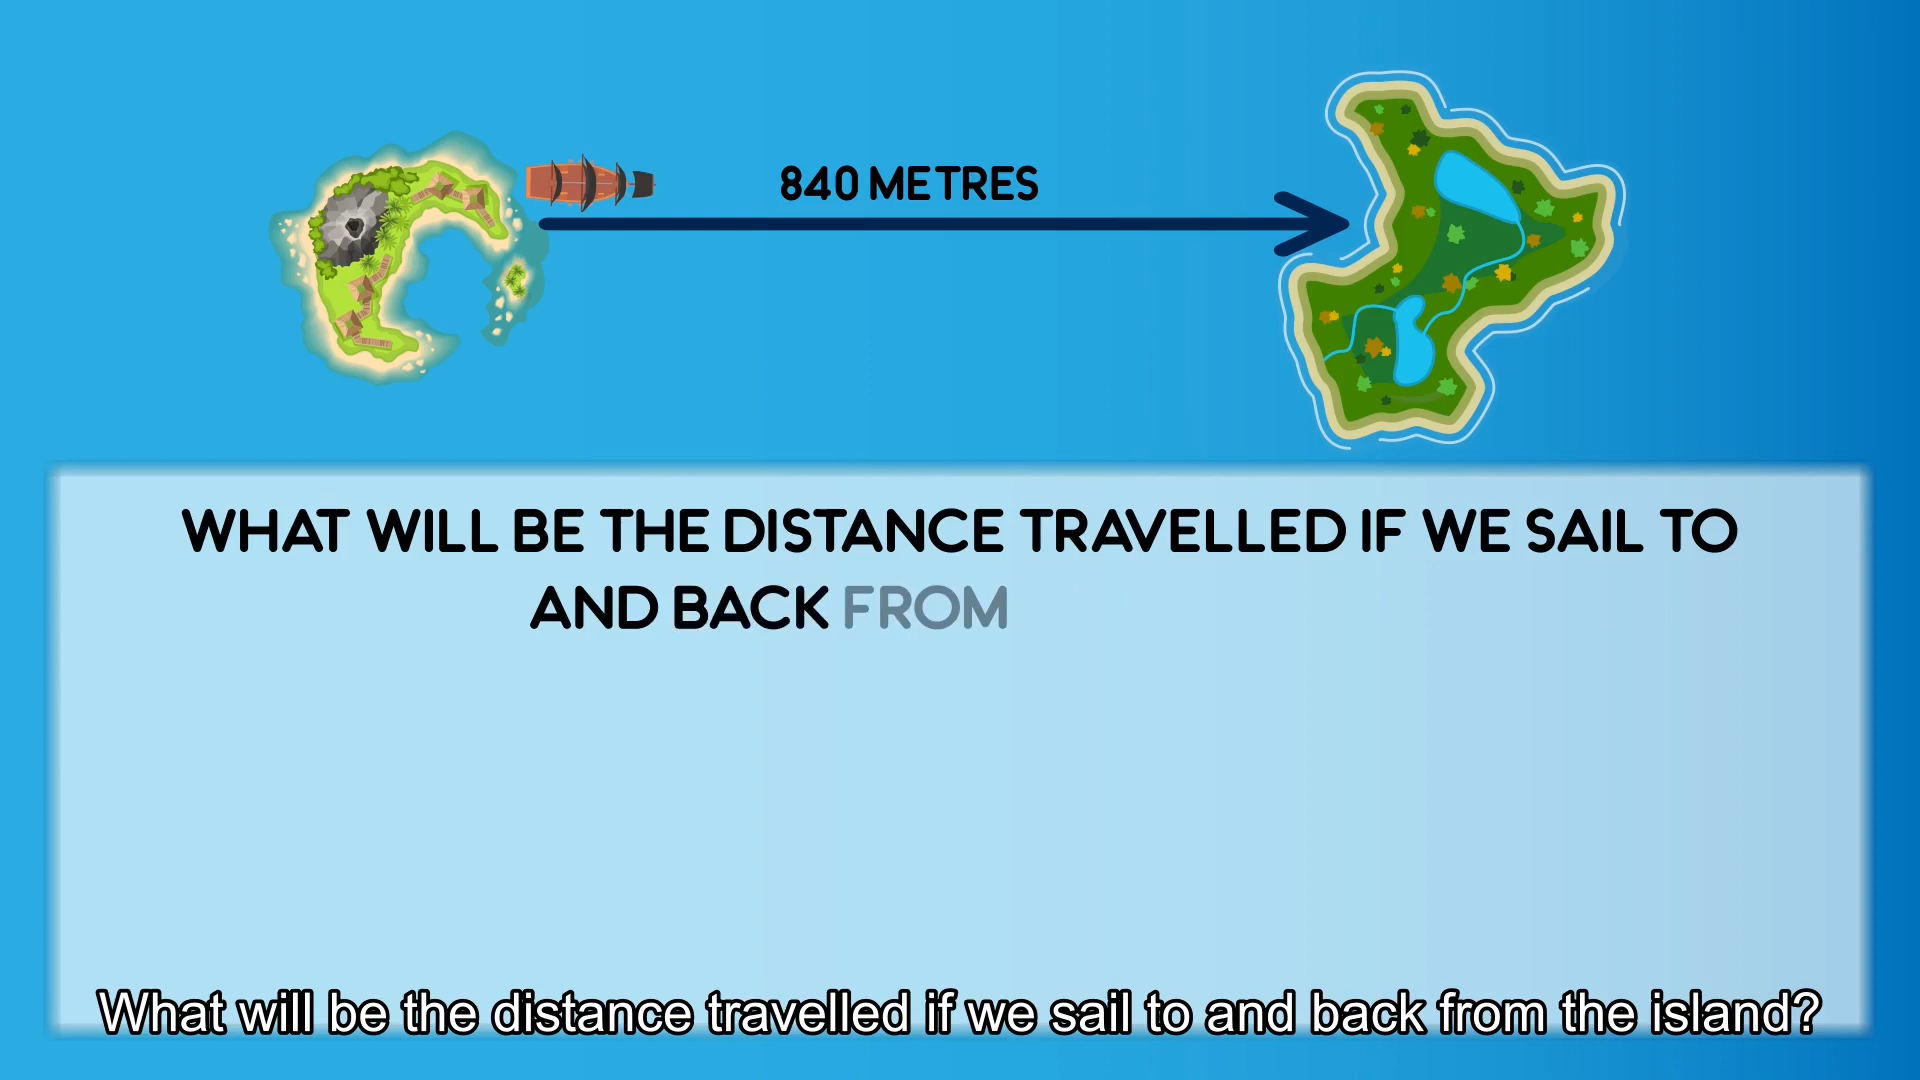 840 METRES
WHAT WILL BE THE DISTANCE TRAVELLED IF WE SAIL TO
AND BACK FROM
What will be the distance travelled if we sail to and back from the island?